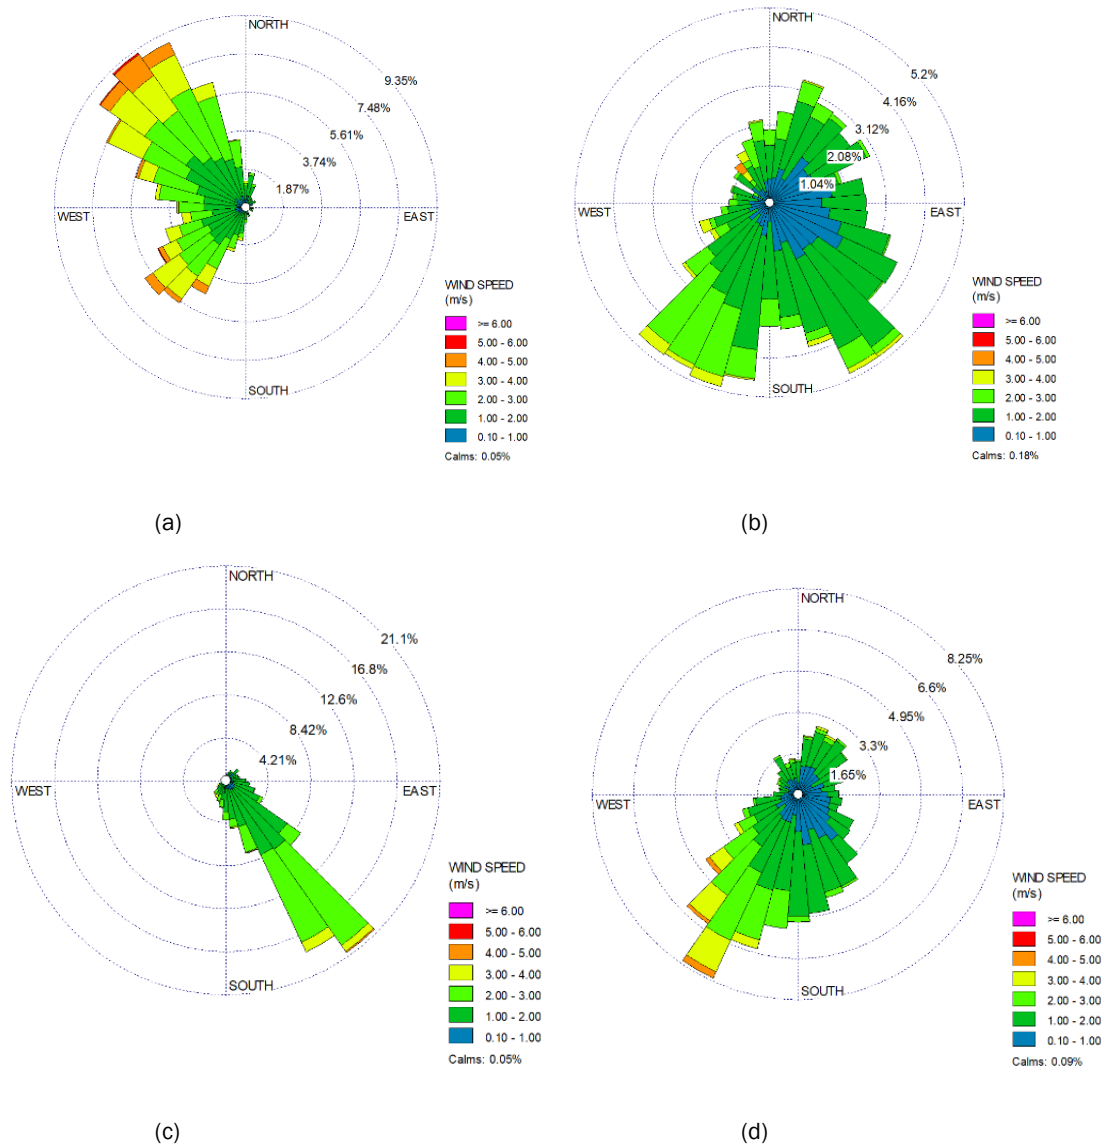 NORTH
9.35%
7.48%
5.61%
3.74%
1.87%
WEST
EAST
SOUTH
WIND SPEED
(m/s)
>= 6.00
5.00 - 6.00
4.00 - 5.00
3.00 - 4.00
2.00 - 3.00
1.00 - 2.00
0.10 - 1.00
Calms: 0.05%
(a)
NORTH
5.2%
4.16%
3.12%
2.08%
1.04%
WEST
EAST
SOUTH
WIND SPEED
(m/s)
>= 6.00
5.00 - 6.00
4.00 - 5.00
3.00 - 4.00
2.00 - 3.00
1.00 - 2.00
0.10 - 1.00
Calms: 0.18%
(b)
NORTH
21.1%
16.8%
12.6%
8.42%
4.21%
WEST
EAST
SOUTH
WIND SPEED
(m/s)
>= 6.00
5.00 - 6.00
4.00 - 5.00
3.00 - 4.00
2.00 - 3.00
1.00 - 2.00
0.10 - 1.00
Calms: 0.05%
(c)
NORTH
8.25%
6.6%
4.95%
3.3%
1.65%
WEST
EAST
SOUTH
WIND SPEED
(m/s)
>= 6.00
5.00 - 6.00
4.00 - 5.00
3.00 - 4.00
2.00 - 3.00
1.00 - 2.00
0.10 - 1.00
Calms: 0.09%
(d)